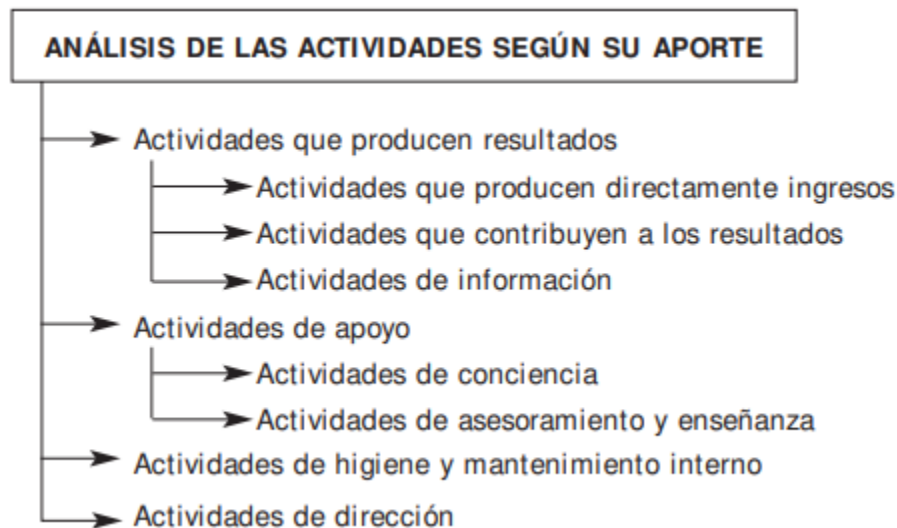 ANÁLISIS DE LAS ACTIVIDADES SEGÚN SU APORTE
Actividades que producen resultados
Actividades que producen directamente ingresos
Actividades que contribuyen a los resultados
Actividades de información
Actividades de apoyo
Actividades de conciencia
Actividades de asesoramiento y enseñanza
Actividades de higiene y mantenimiento interno
Actividades de dirección